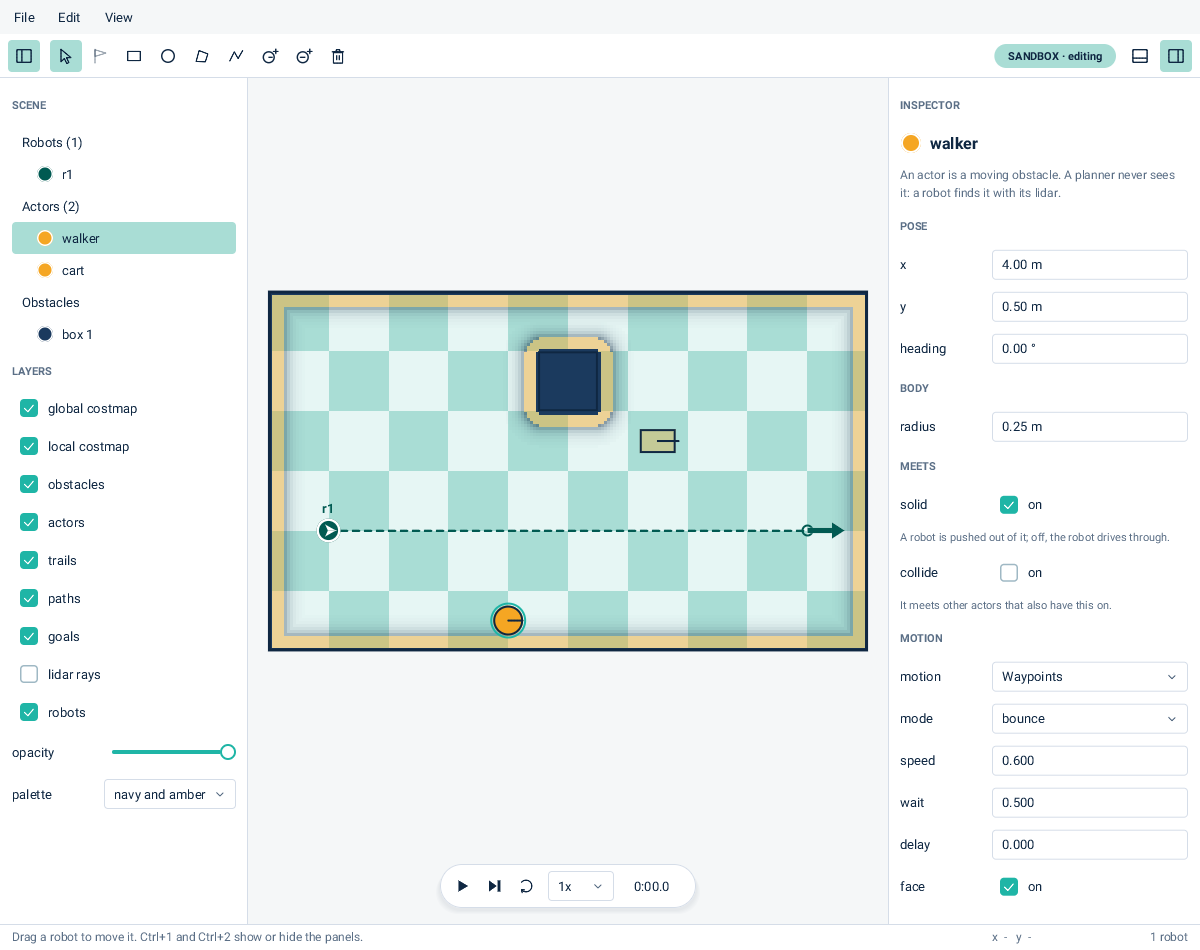 File Edit View
SANDBOX · editing
SCENE
Robots (1)
r1
Actors (2)
walker
cart
Obstacles
box 1
LAYERS
global costmap
local costmap
obstacles
actors
trails
paths
goals
lidar rays
robots
opacity
palette navy and amber
r1
1x 0:00.0
INSPECTOR
walker
An actor is a moving obstacle. A planner never sees
it: a robot finds it with its lidar.
POSE
x 4.00 m
y 0.50 m
heading 0.00 °
BODY
radius 0.25 m
MEETS
solid on
A robot is pushed out of it; off, the robot drives through.
collide on
It meets other actors that also have this on.
MOTION
motion Waypoints
mode bounce
speed 0.600
wait 0.500
delay 0.000
face on
Drag a robot to move it. Ctrl+1 and Ctrl+2 show or hide the panels.
x - y -
1 robot